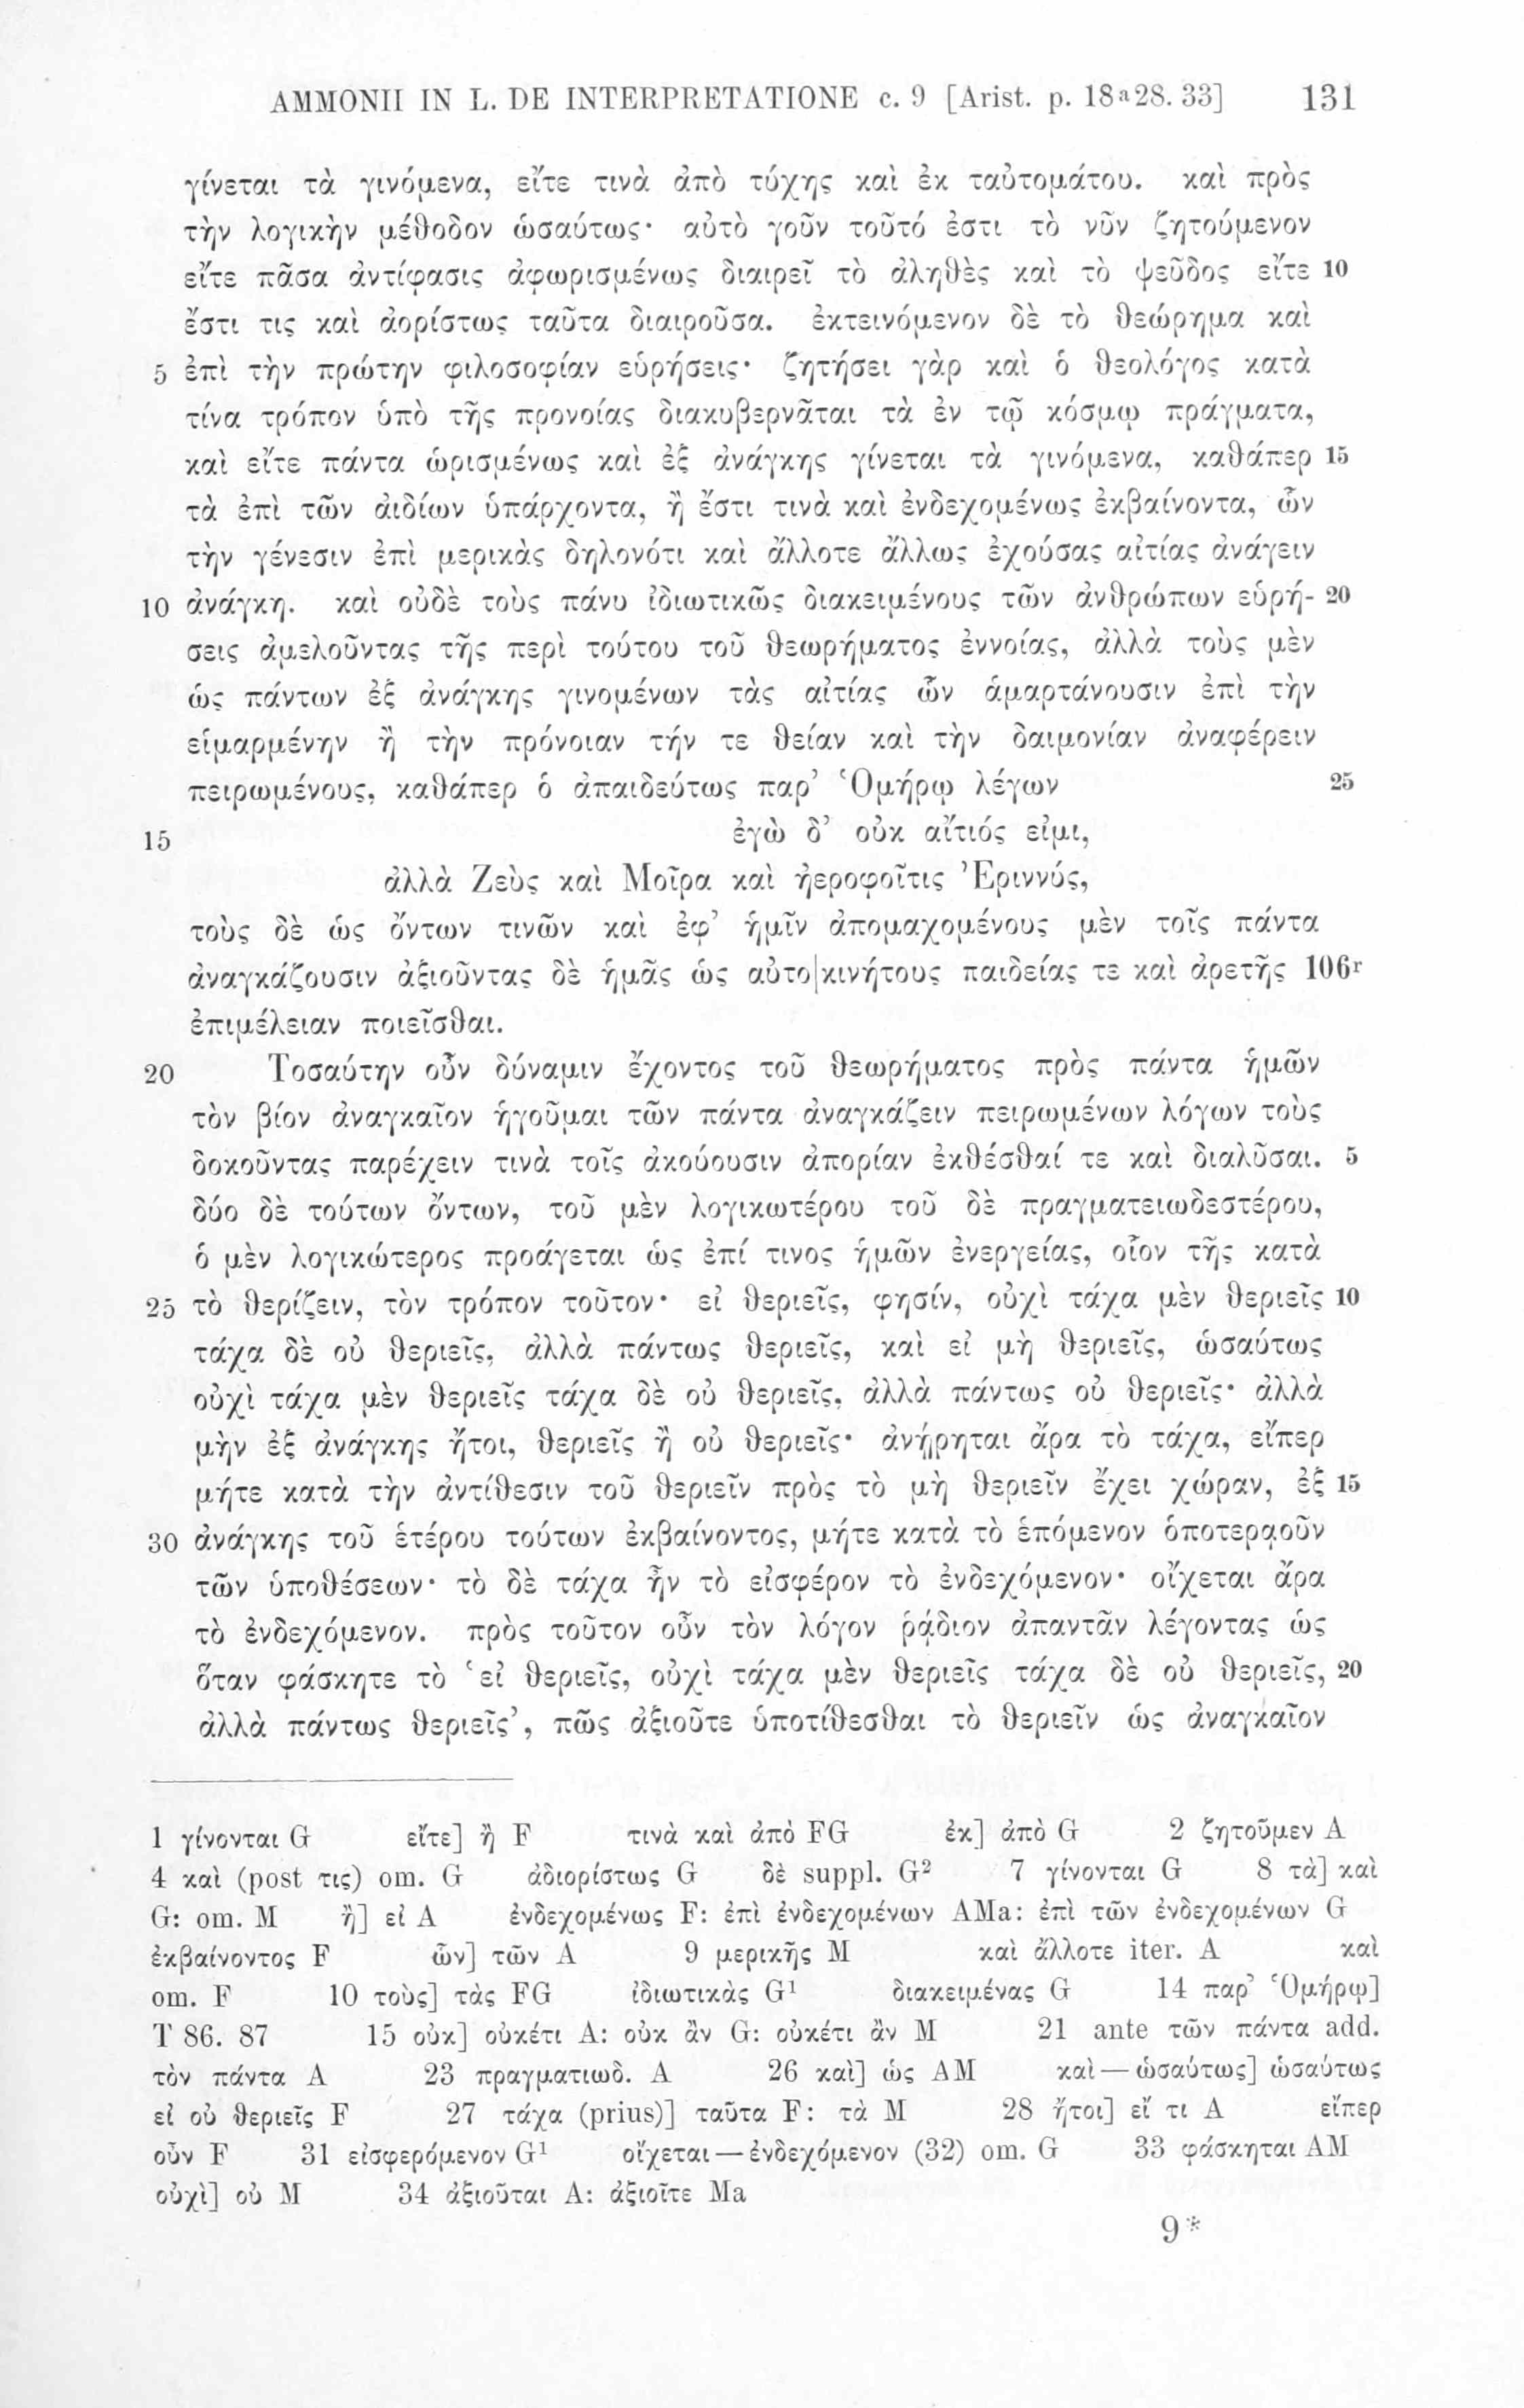 AMMONII IN L. DE INTERPRETATIONE c. 9 [Arist. p. 18a28. 33] 131
γίνεται τὰ γινόμενα, εἴτε τινὰ ἀπὸ τύχης καὶ ἐκ ταὐτομάτου. καὶ πρὸς
τὴν λογικὴν μέθοδον ὡσαύτως· αὐτὸ γοῦν τοῦτό ἐστι τὸ νῦν ζητούμενον
εἴτε πᾶσα ἀντίφασις ἀφωρισμένως διαιρεῖ τὸ ἀληθὲς καὶ τὸ ψεῦδος εἴτε 10
ἔστι τις καὶ ἀορίστως ταῦτα διαιροῦσα. ἐκτεινόμενον δὲ τὸ θεώρημα καὶ
5 ἐπὶ τὴν πρώτην φιλοσοφίαν εὑρήσεις· ζητήσει γὰρ καὶ ὁ θεολόγος κατὰ
τίνα τρόπον ὑπὸ τῆς προνοίας διακυβερνᾶται τὰ ἐν τῷ κόσμῳ πράγματα,
καὶ εἴτε πάντα ὡρισμένως καὶ ἐξ ἀνάγκης γίνεται τὰ γινόμενα, καθάπερ 15
τὰ ἐπὶ τῶν ἀιδίων ὑπάρχοντα, ἢ ἔστι τινὰ καὶ ἐνδεχομένως ἐκβαίνοντα, ὧν
τὴν γένεσιν ἐπὶ μερικὰς δηλονότι καὶ ἄλλοτε ἄλλως ἐχούσας αἰτίας ἀνάγειν
10 ἀνάγκη. καὶ οὐδὲ τοὺς πάνυ ἰδιωτικῶς διακειμένους τῶν ἀνθρώπων εὑρή- 20
σεις ἀμελοῦντας τῆς περὶ τούτου τοῦ θεωρήματος ἐννοίας, ἀλλὰ τοὺς μὲν
ὡς πάντων ἐξ ἀνάγκης γινομένων τὰς αἰτίας ὧν ἁμαρτάνουσιν ἐπὶ τὴν
εἱμαρμένην ἢ τὴν πρόνοιαν τήν τε θείαν καὶ τὴν δαιμονίαν ἀναφέρειν
πειρωμένους, καθάπερ ὁ ἀπαιδεύτως παρ’ Ὁμήρῳ λέγων 25
15 ἐγὼ δ’ οὐκ αἴτιός εἰμι,
ἀλλὰ Ζεὺς καὶ Μοῖρα καὶ ἠεροφοῖτις Ἐριννύς,
τοὺς δὲ ὡς ὄντων τινῶν καὶ ἐφ’ ἡμῖν ἀπομαχομένους μὲν τοῖς πάντα
ἀναγκάζουσιν ἀξιοῦντας δὲ ἡμᾶς ὡς αὐτο|κινήτους παιδείας τε καὶ ἀρετῆς 106r
ἐπιμέλειαν ποιεῖσθαι.
20 Τοσαύτην οὖν δύναμιν ἔχοντος τοῦ θεωρήματος πρὸς πάντα ἡμῶν
τὸν βίον ἀναγκαῖον ἡγοῦμαι τῶν πάντα ἀναγκάζειν πειρωμένων λόγων τοὺς
δοκοῦντας παρέχειν τινὰ τοῖς ἀκούουσιν ἀπορίαν ἐκθέσθαί τε καὶ διαλῦσαι. 5
δύο δὲ τούτων ὄντων, τοῦ μὲν λογικωτέρου τοῦ δὲ πραγματειωδεστέρου,
ὁ μὲν λογικώτερος προάγεται ὡς ἐπί τινος ἡμῶν ἐνεργείας, οἷον τῆς κατὰ
25 τὸ θερίζειν, τὸν τρόπον τοῦτον· εἰ θεριεῖς, φησίν, οὐχὶ τάχα μὲν θεριεῖς 10
τάχα δὲ οὐ θεριεῖς, ἀλλὰ πάντως θεριεῖς, καὶ εἰ μὴ θεριεῖς, ὡσαύτως
οὐχὶ τάχα μὲν θεριεῖς τάχα δὲ οὐ θεριεῖς, ἀλλὰ πάντως οὐ θεριεῖς· ἀλλὰ
μὴν ἐξ ἀνάγκης ἤτοι, θεριεῖς ἢ οὐ θεριεῖς· ἀνῄρηται ἄρα τὸ τάχα, εἴπερ
μήτε κατὰ τὴν ἀντίθεσιν τοῦ θεριεῖν πρὸς τὸ μὴ θεριεῖν ἔχει χώραν, ἐξ 15
30 ἀνάγκης τοῦ ἑτέρου τούτων ἐκβαίνοντος, μήτε κατὰ τὸ ἑπόμενον ὁποτερᾳοῦν
τῶν ὑποθέσεων· τὸ δὲ τάχα ἦν τὸ εἰσφέρον τὸ ἐνδεχόμενον· οἴχεται ἄρα
τὸ ἐνδεχόμενον. πρὸς τοῦτον οὖν τὸν λόγον ῥᾴδιον ἀπαντᾶν λέγοντας ὡς
ὅταν φάσκητε τὸ ‘εἰ θεριεῖς, οὐχὶ τάχα μὲν θεριεῖς τάχα δὲ οὐ θεριεῖς, 20
ἀλλὰ πάντως θεριεῖς’, πῶς ἀξιοῦτε ὑποτίθεσθαι τὸ θεριεῖν ὡς ἀναγκαῖον
1 γίνονται G εἴτε] ἢ F τινὰ καὶ ἀπὸ FG ἐκ] ἀπὸ G 2 ζητοῦμεν A
4 καὶ (post τις) om. G ἀδιορίστως G δὲ suppl. G2 7 γίνονται G 8 τὰ] καὶ
G: om. M ἢ] εἰ A ἐνδεχομένως F: ἐπὶ ἐνδεχομένων AMa: ἐπὶ τῶν ἐνδεχομένων G
ἐκβαίνοντος F ὧν] τῶν A 9 μερικῆς M καὶ ἄλλοτε iter. A καὶ
om. F 10 τοὺς] τὰς FG ἰδιωτικὰς G1 διακειμένας G 14 παρ’ Ὁμήρῳ]
T 86. 87 15 οὐκ] οὐκέτι A: οὐκ ἂν G: οὐκέτι ἂν M 21 ante τῶν πάντα add.
τὸν πάντα A 23 πραγματιωδ. A 26 καὶ] ὡς AM καὶ — ὡσαύτως] ὡσαύτως
εἰ οὐ θεριεῖς F 27 τάχα (prius)] ταῦτα F: τὰ M 28 ἤτοι] εἴ τι A εἴπερ
οὖν F 31 εἰσφερόμενον G1 οἴχεται — ἐνδεχόμενον (32) om. G 33 φάσκηται AM
οὐχὶ] οὐ M 34 ἀξιοῦται A: ἀξιοῖτε Ma
9*